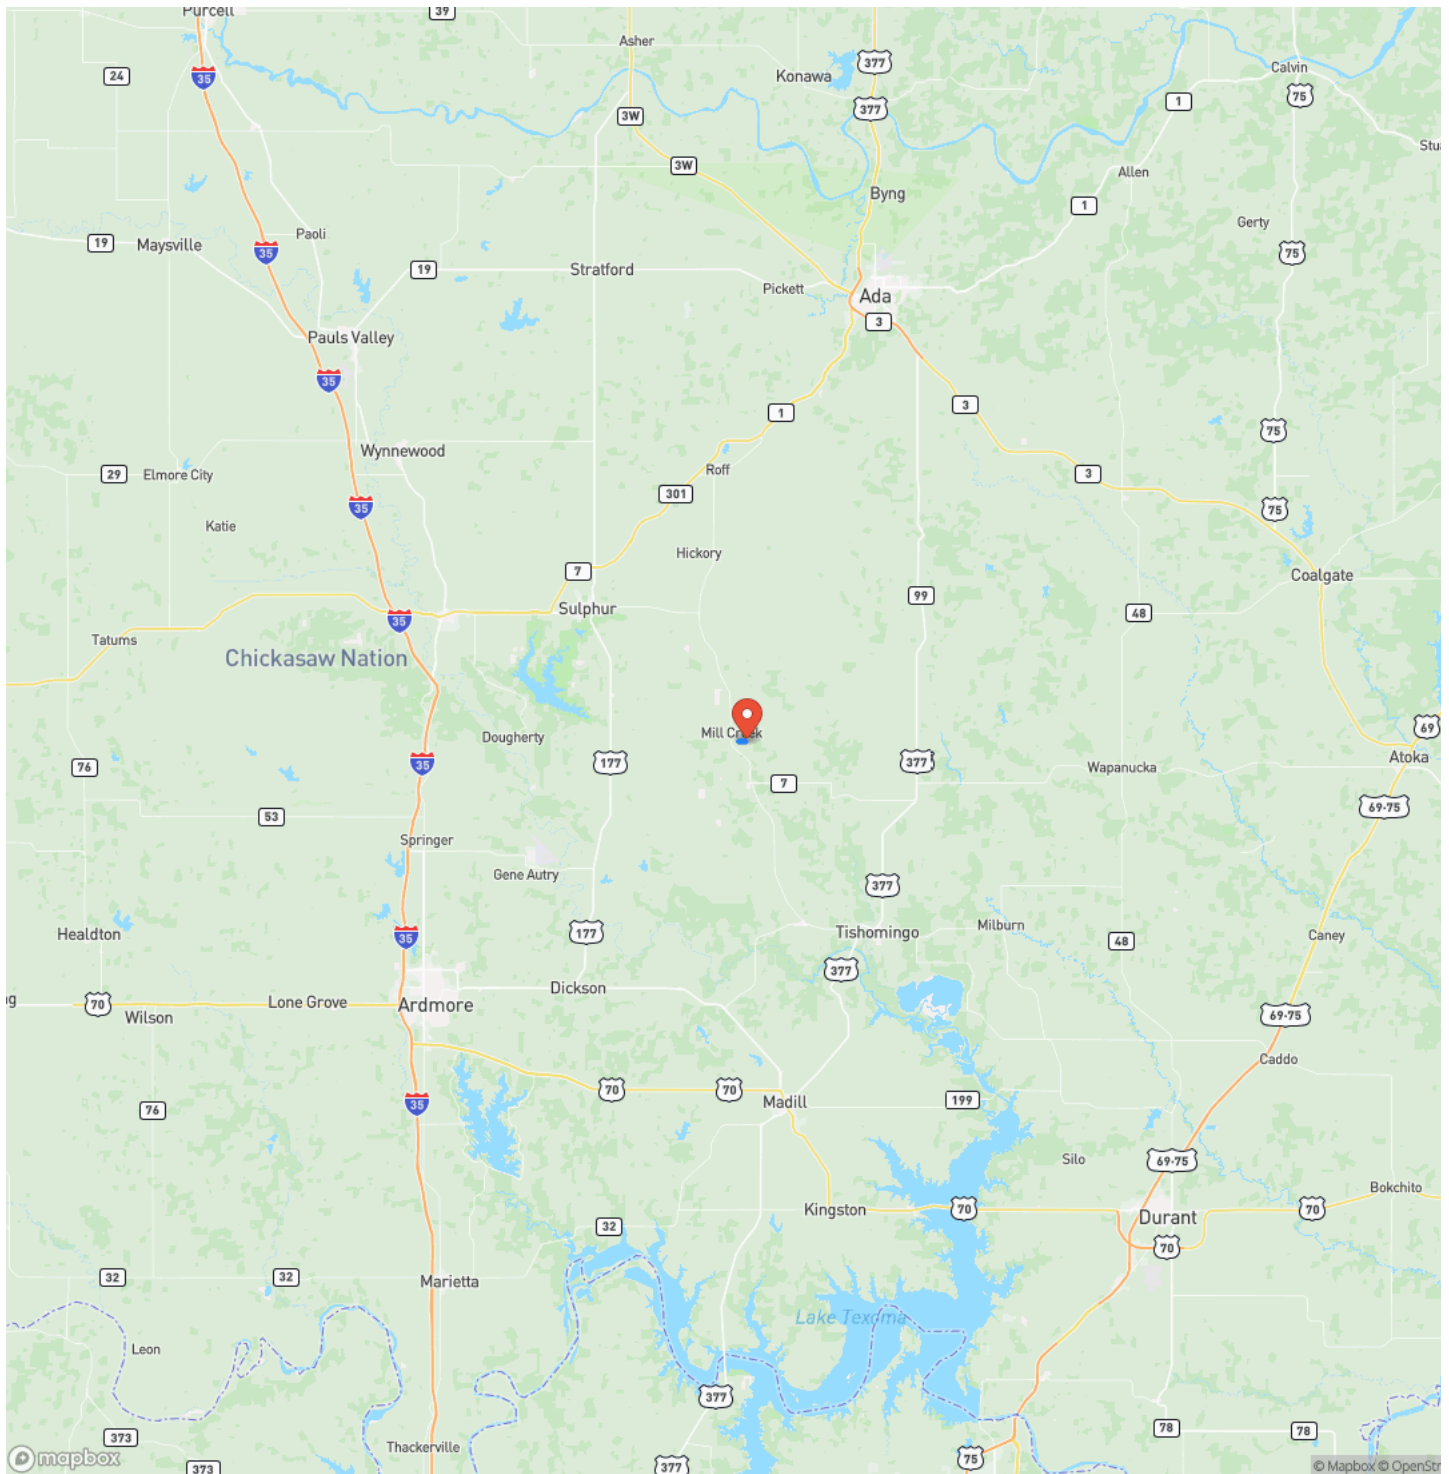 Purcell
39
Asher
377
Konawa
Calvin
24
35
75
1
377
3W
Stu
3W
Allen
Byng
1
Gerty
Paoli
19
Maysville
35
75
19
Stratford
Pickett
Ada
3
Pauls Valley
35
3
1
75
Wynnewood
Roff
29
Elmore City
3
301
35
75
Katie
Hickory
7
Coalgate
99
Sulphur
48
35
Tatums
Chickasaw Nation
69
Mill Creek
Dougherty
Atoka
76
35
177
377
Wapanucka
7
69-75
53
Springer
Gene Autry
377
Healdton
35
177
Tishomingo
Milburn
Caney
48
377
Dickson
og
70
Lone Grove
Ardmore
Wilson
69-75
Caddo
70
70
199
Madill
35
76
Silo
69-75
Bokchito
Kingston
70
70
Durant
32
70
32
32
Marietta
Lake Texoma
Leon
377
78
78
373
Thackerville
75
377
373
mapbox
© Mapbox © OpenStr